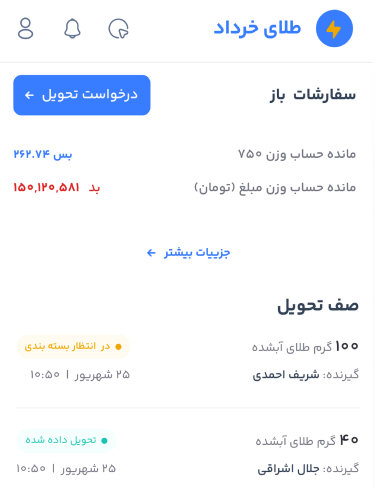 طلای خرداد
سفارشات باز
درخواست تحویل ←
مانده حساب وزن ۷۵۰
بس ۲۶۲.۷۴
مانده حساب وزن مبلغ (تومان)
بد ۱۵۰,۱۲۰,۵۸۱
جزییات بیشتر ←
صف تحویل
۱۰۰ گرم طلای آبشده
در انتظار بسته بندی
گیرنده: شریف احمدی
۲۵ شهریور | ۱۰:۵۰
۴۰ گرم طلای آبشده
تحویل داده شده
گیرنده: جلال اشراقی
۲۵ شهریور | ۱۰:۵۰